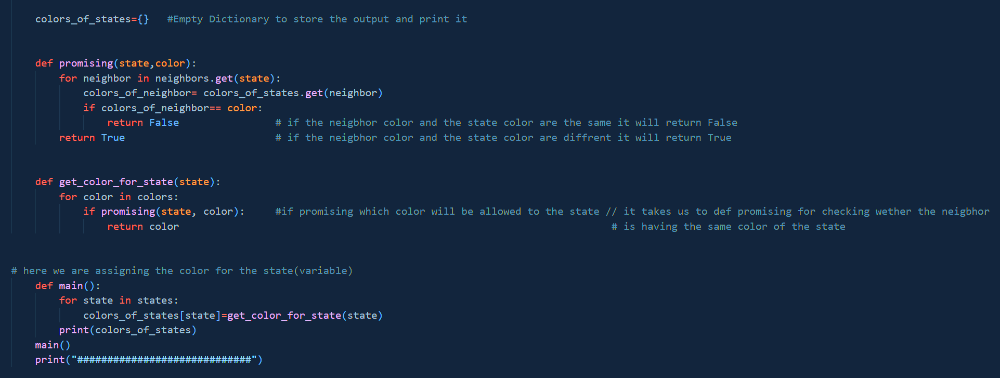 colors_of_states={}   #Empty Dictionary to store the output and print it
def promising(state,color):
for neighbor in neighbors.get(state):
colors_of_neighbor= colors_of_states.get(neighbor)
if colors_of_neighbor== color:
return False                # if the neigbhor color and the state color are the same it will return False
return True                         # if the neigbhor color and the state color are diffrent it will return True
def get_color_for_state(state):
for color in colors:
if promising(state, color):     #if promising which color will be allowed to the state // it takes us to def promising for checking wether the neigbhor
return color                                                                        # is having the same color of the state
# here we are assigning the color for the state(variable)
def main():
for state in states:
colors_of_states[state]=get_color_for_state(state)
print(colors_of_states)
main()
print("#############################")